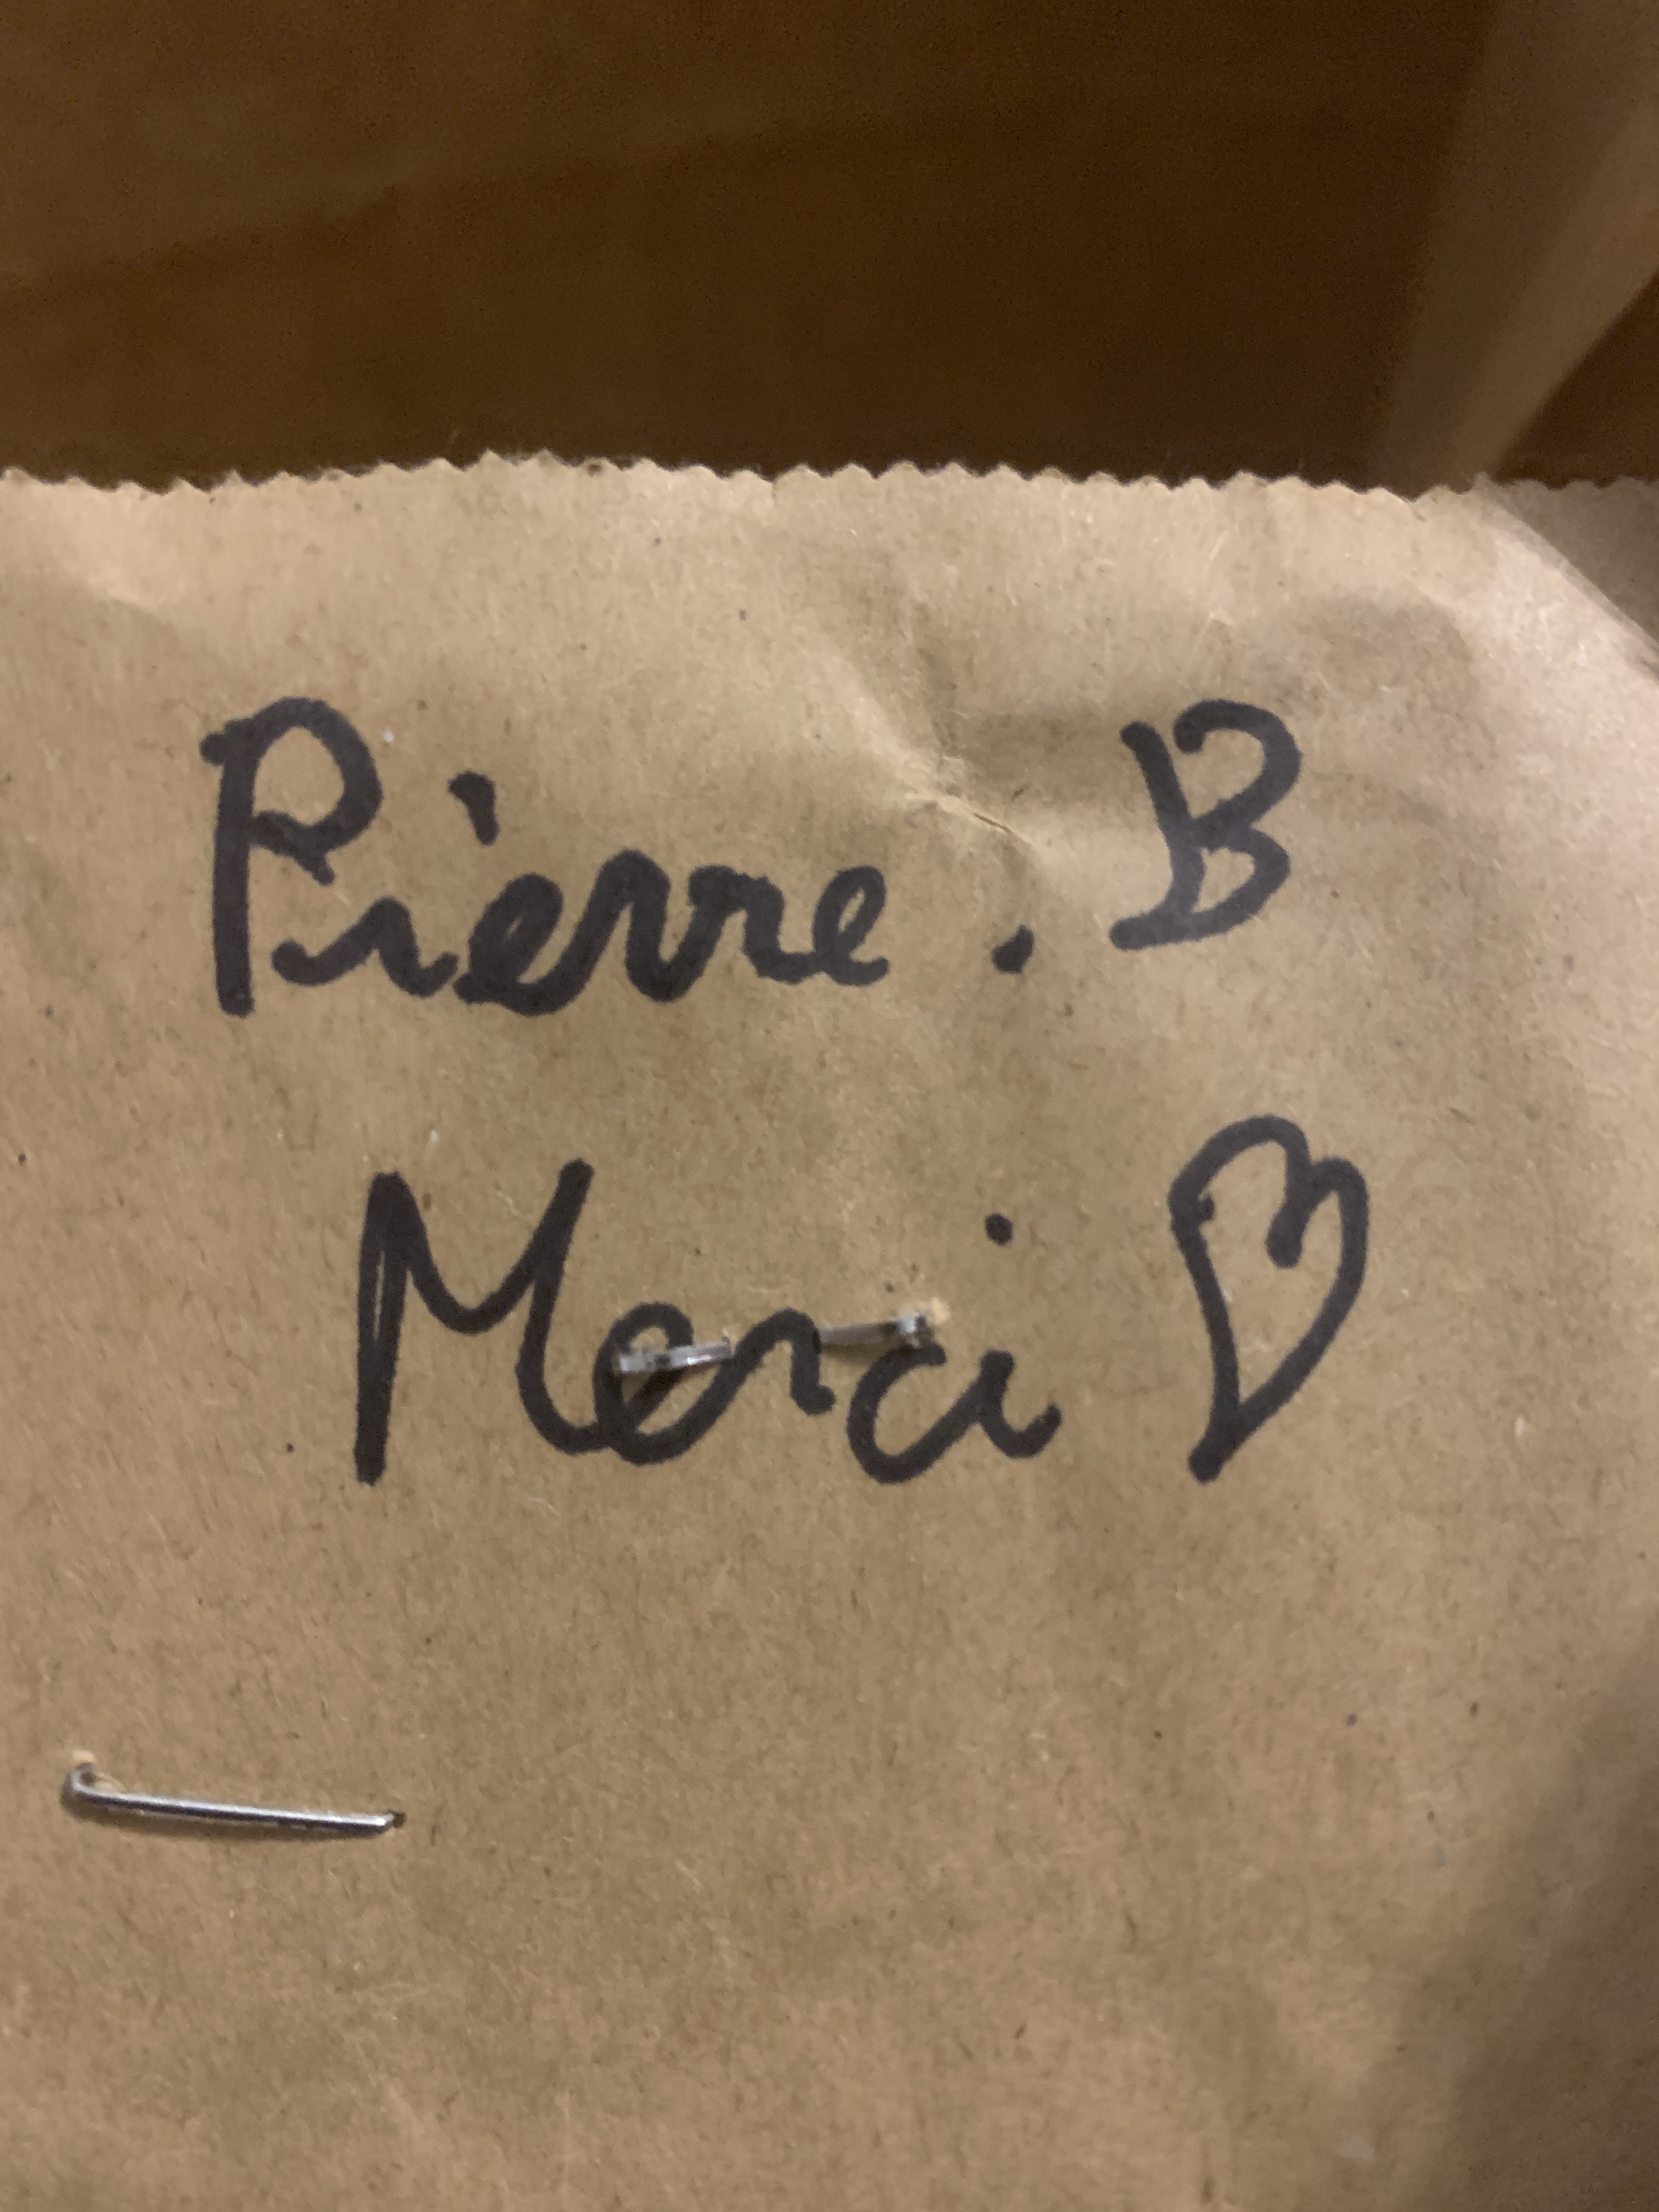 Pierre. B
Merci ♡